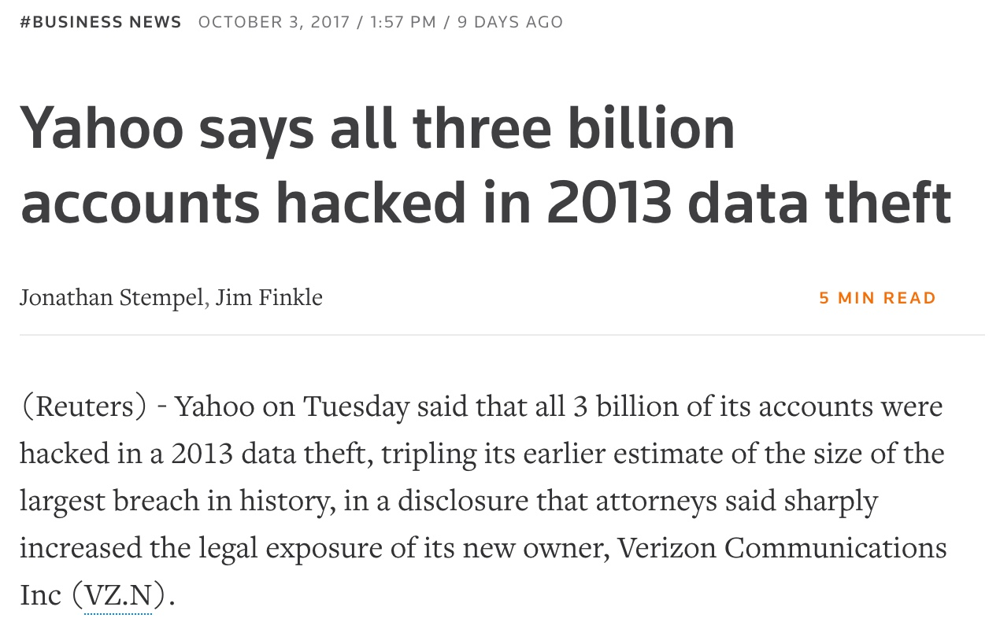 #BUSINESS NEWS OCTOBER 3, 2017 / 1:57 PM / 9 DAYS AGO
Yahoo says all three billion
accounts hacked in 2013 data theft
Jonathan Stempel, Jim Finkle 5 MIN READ
(Reuters) - Yahoo on Tuesday said that all 3 billion of its accounts were
hacked in a 2013 data theft, tripling its earlier estimate of the size of the
largest breach in history, in a disclosure that attorneys said sharply
increased the legal exposure of its new owner, Verizon Communications
Inc (VZ.N).